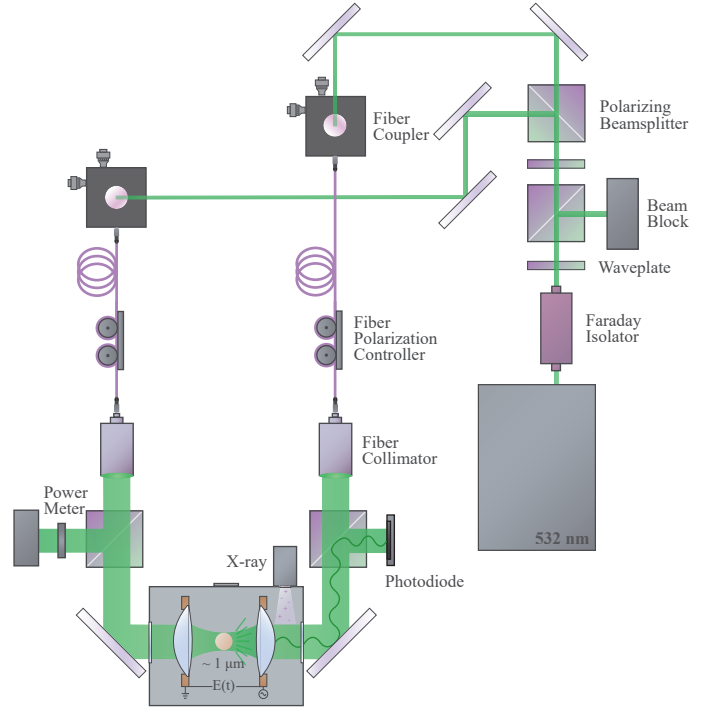 Fiber
Coupler
Polarizing
Beamsplitter
Beam
Block
Waveplate
Faraday
Isolator
Fiber
Polarization
Controller
Fiber
Collimator
Power
Meter
532 nm
X-ray
Photodiode
~ 1 μm
E(t)